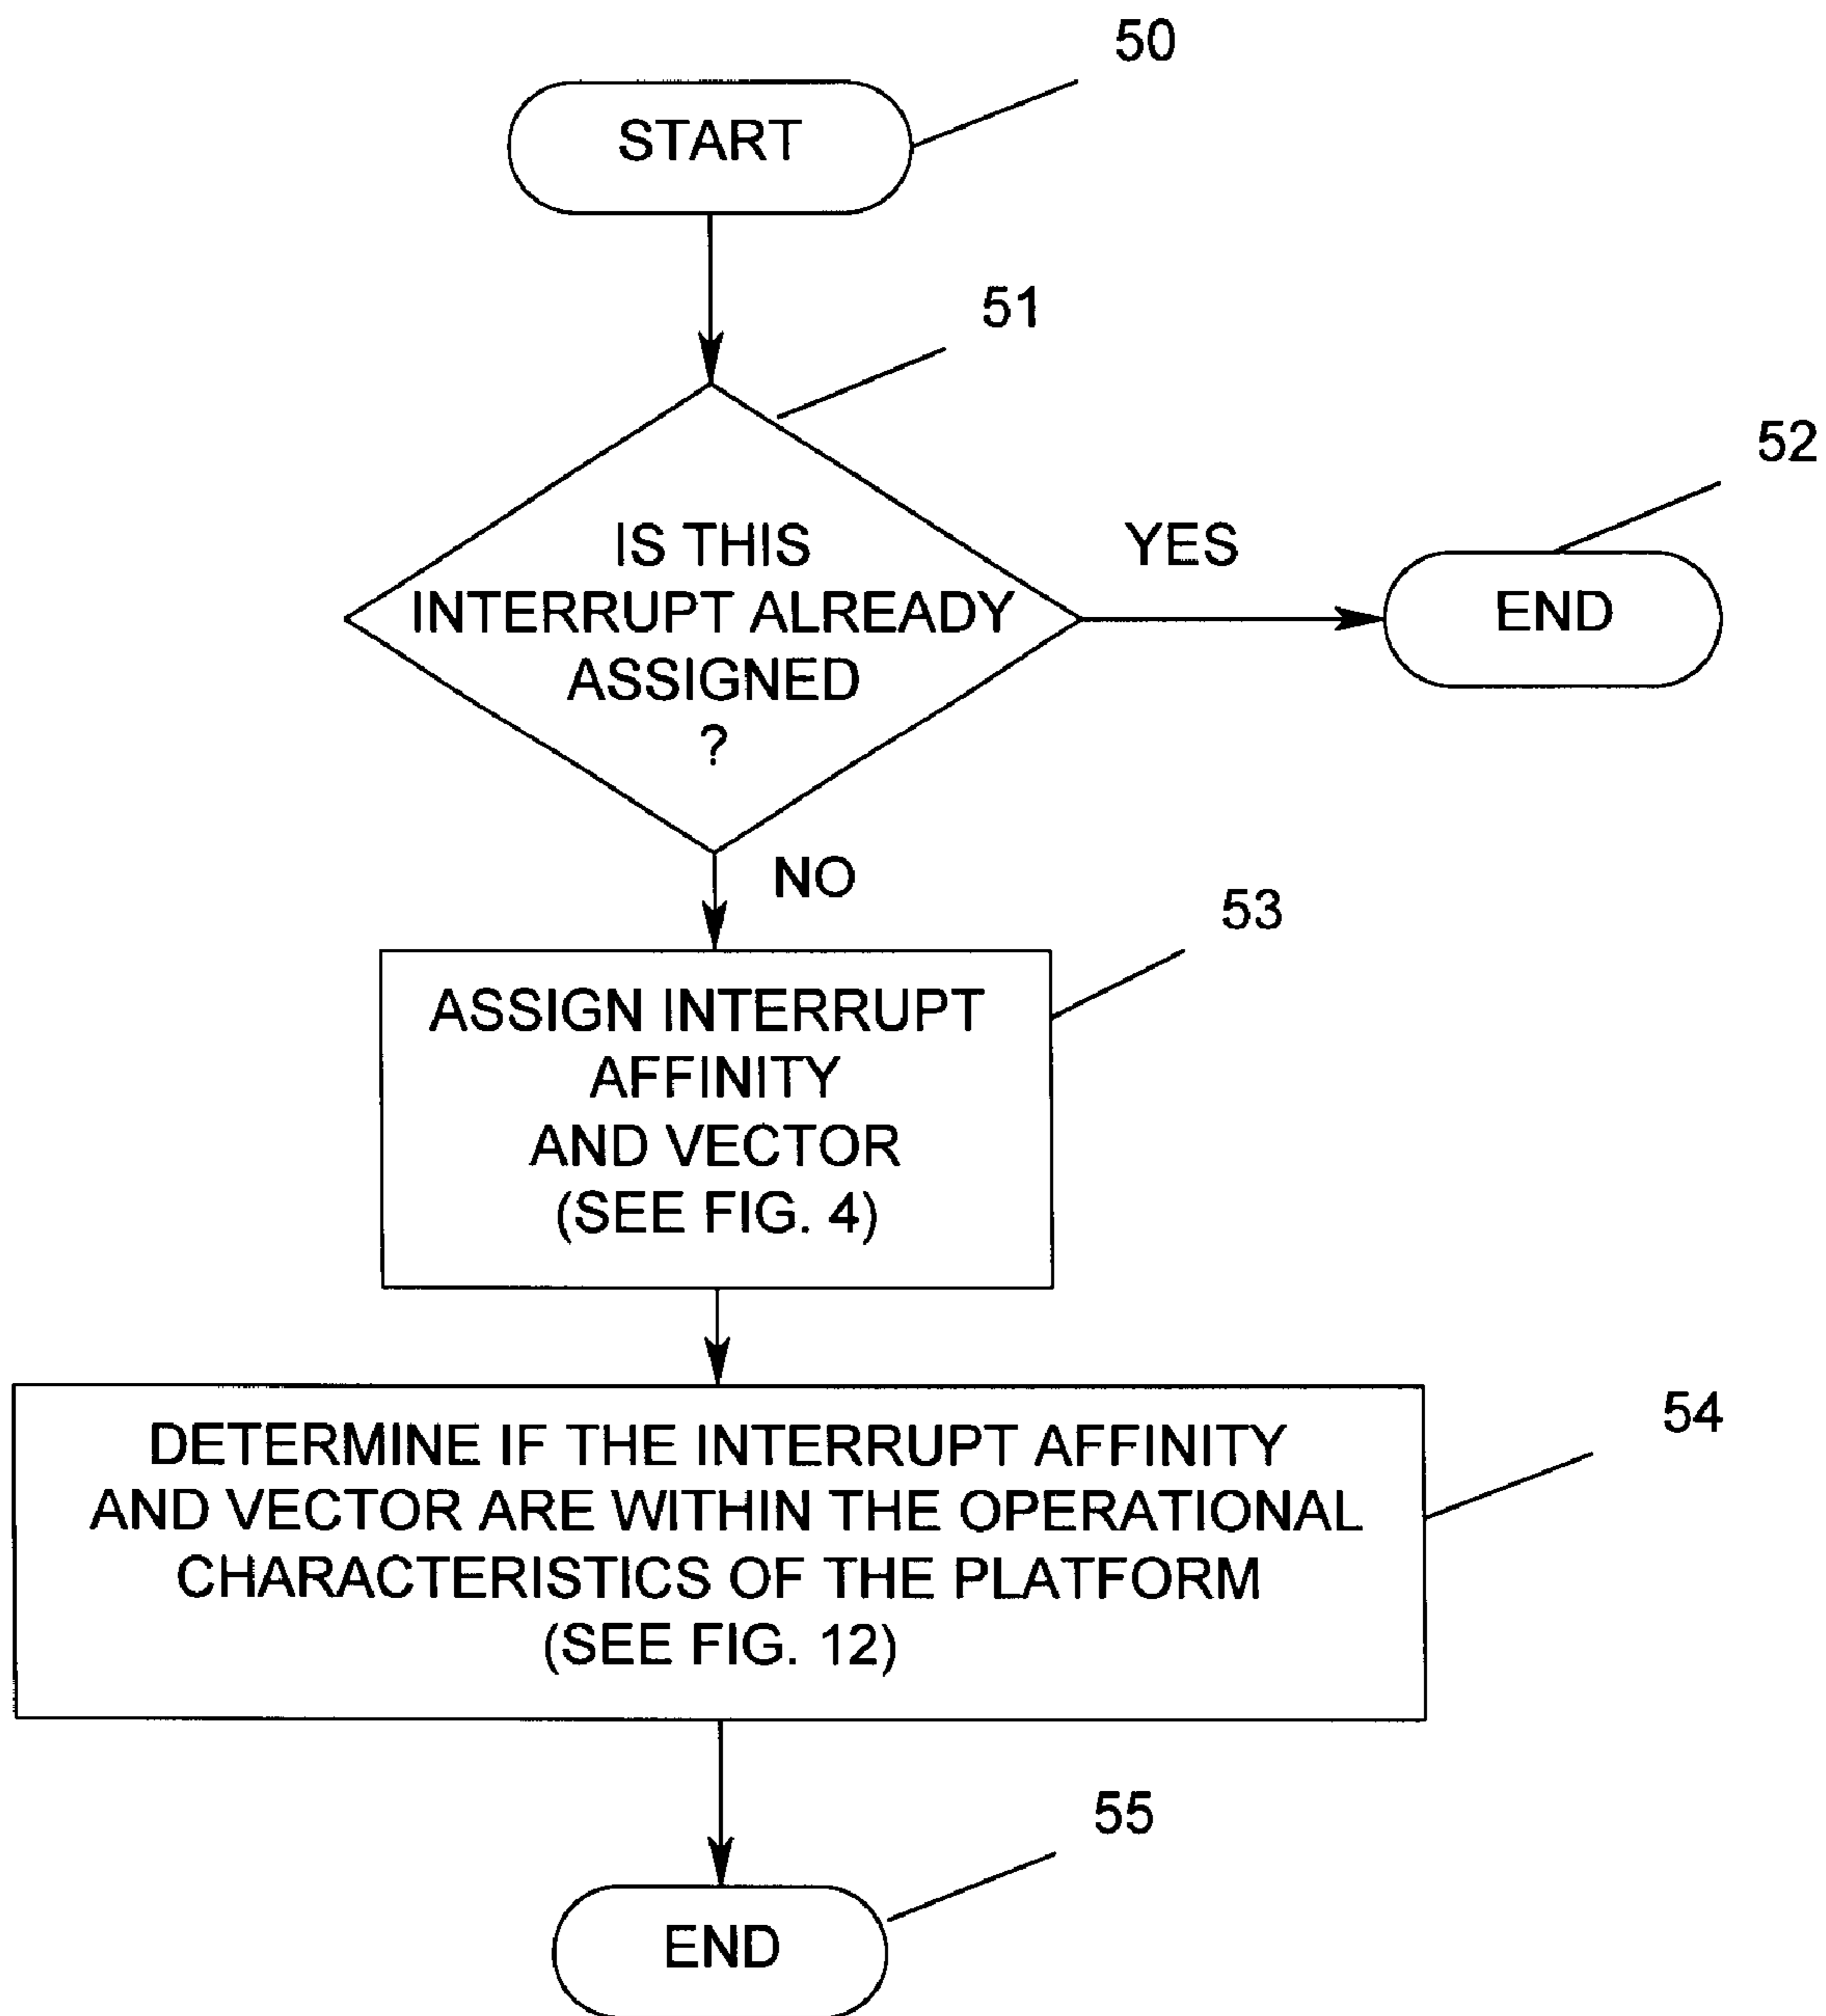 50
START
51
52
IS THIS
INTERRUPT ALREADY
ASSIGNED
?
YES
END
NO
53
ASSIGN INTERRUPT
AFFINITY
AND VECTOR
(SEE FIG. 4)
54
DETERMINE IF THE INTERRUPT AFFINITY
AND VECTOR ARE WITHIN THE OPERATIONAL
CHARACTERISTICS OF THE PLATFORM
(SEE FIG. 12)
55
END